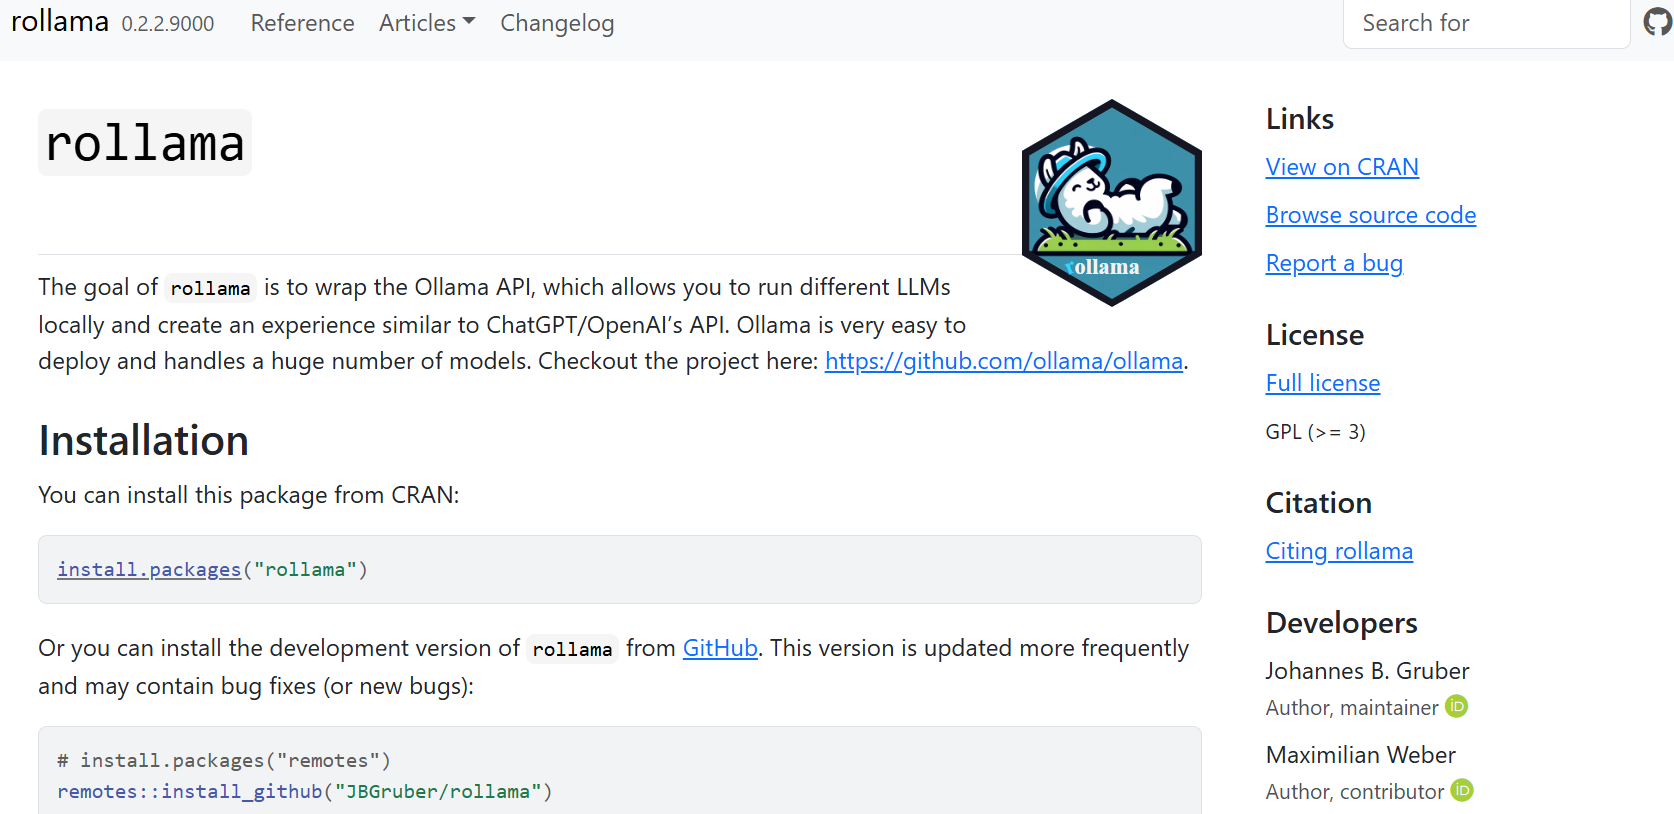 rollama 0.2.2.9000 Reference Articles Changelog Search for
rollama
rollama
The goal of rollama is to wrap the Ollama API, which allows you to run different LLMs
locally and create an experience similar to ChatGPT/OpenAI’s API. Ollama is very easy to
deploy and handles a huge number of models. Checkout the project here: https://github.com/ollama/ollama.
Installation
You can install this package from CRAN:
install.packages("rollama")
Or you can install the development version of rollama from GitHub. This version is updated more frequently
and may contain bug fixes (or new bugs):
# install.packages("remotes")
remotes::install_github("JBGruber/rollama")
Links
View on CRAN
Browse source code
Report a bug
License
Full license
GPL (>= 3)
Citation
Citing rollama
Developers
Johannes B. Gruber
Author, maintainer iD
Maximilian Weber
Author, contributor iD